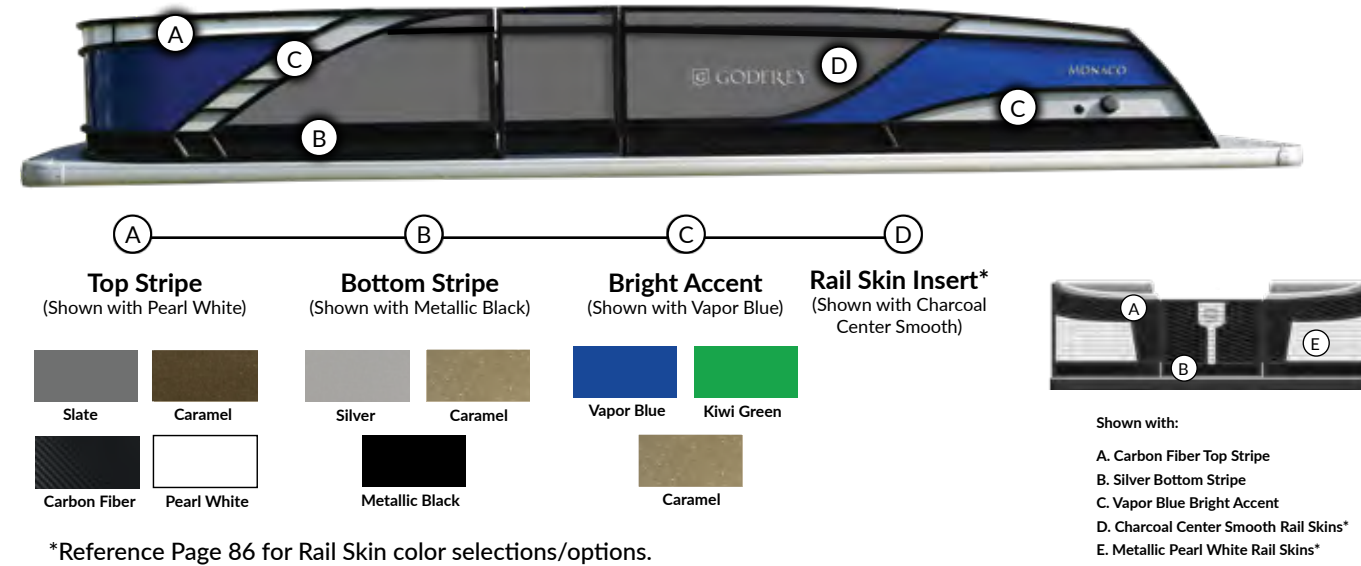 A
C
G GODFREY
D
MONACO
C
B
A
B
C
D
Top Stripe
(Shown with Pearl White)
Bottom Stripe
(Shown with Metallic Black)
Bright Accent
(Shown with Vapor Blue)
Rail Skin Insert*
(Shown with Charcoal
Center Smooth)
Slate
Caramel
Carbon Fiber
Pearl White
Silver
Caramel
Metallic Black
Vapor Blue
Kiwi Green
Caramel
A
E
B
Shown with:
A. Carbon Fiber Top Stripe
B. Silver Bottom Stripe
C. Vapor Blue Bright Accent
D. Charcoal Center Smooth Rail Skins*
E. Metallic Pearl White Rail Skins*
*Reference Page 86 for Rail Skin color selections/options.